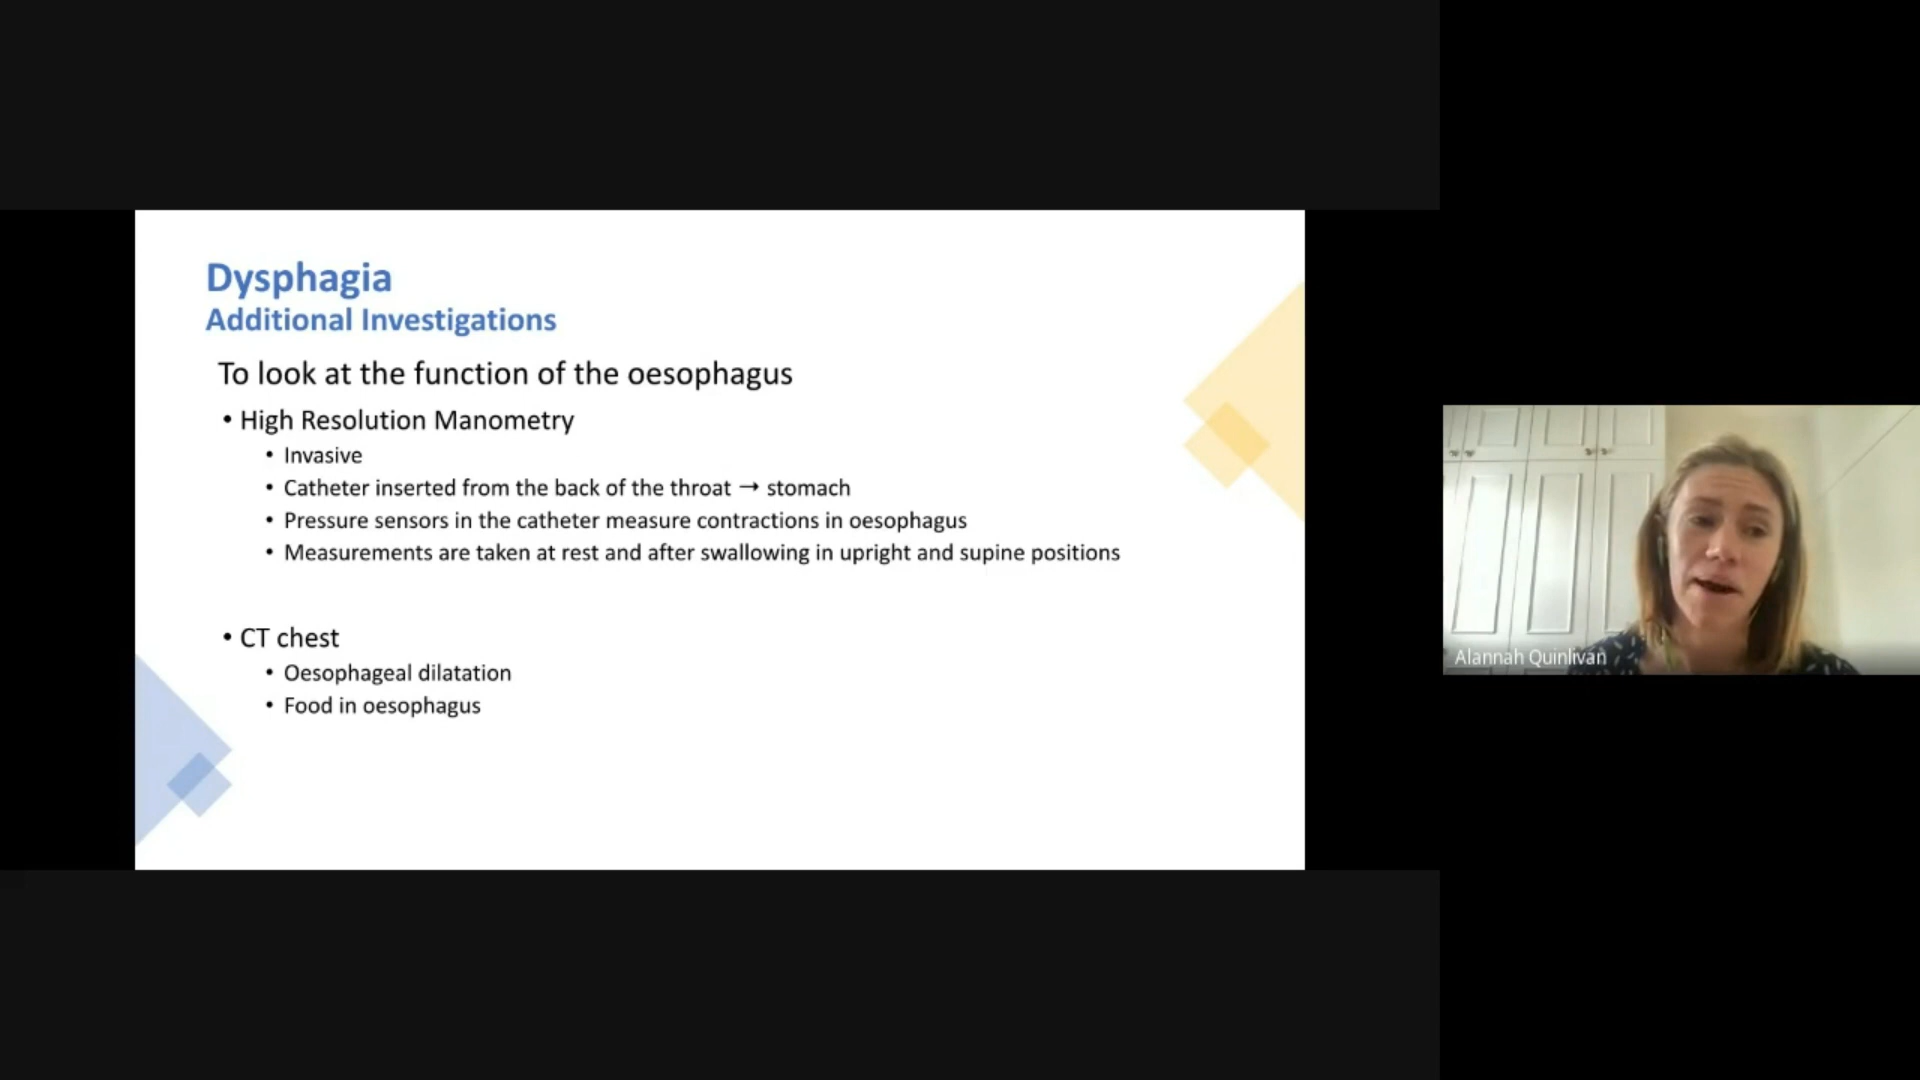 Dysphagia
Additional Investigations
To look at the function of the oesophagus
• High Resolution Manometry
• Invasive
• Catheter inserted from the back of the throat → stomach
• Pressure sensors in the catheter measure contractions in oesophagus
• Measurements are taken at rest and after swallowing in upright and supine positions
• CT chest
• Oesophageal dilatation
• Food in oesophagus
Alannah Quinlivan